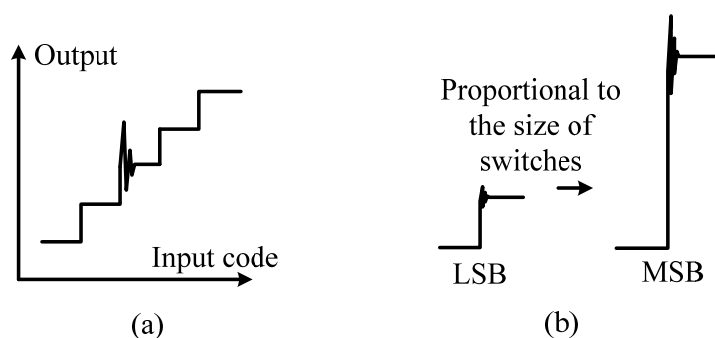 Output
Input code
(a)
Proportional to
the size of
switches
LSB
MSB
(b)